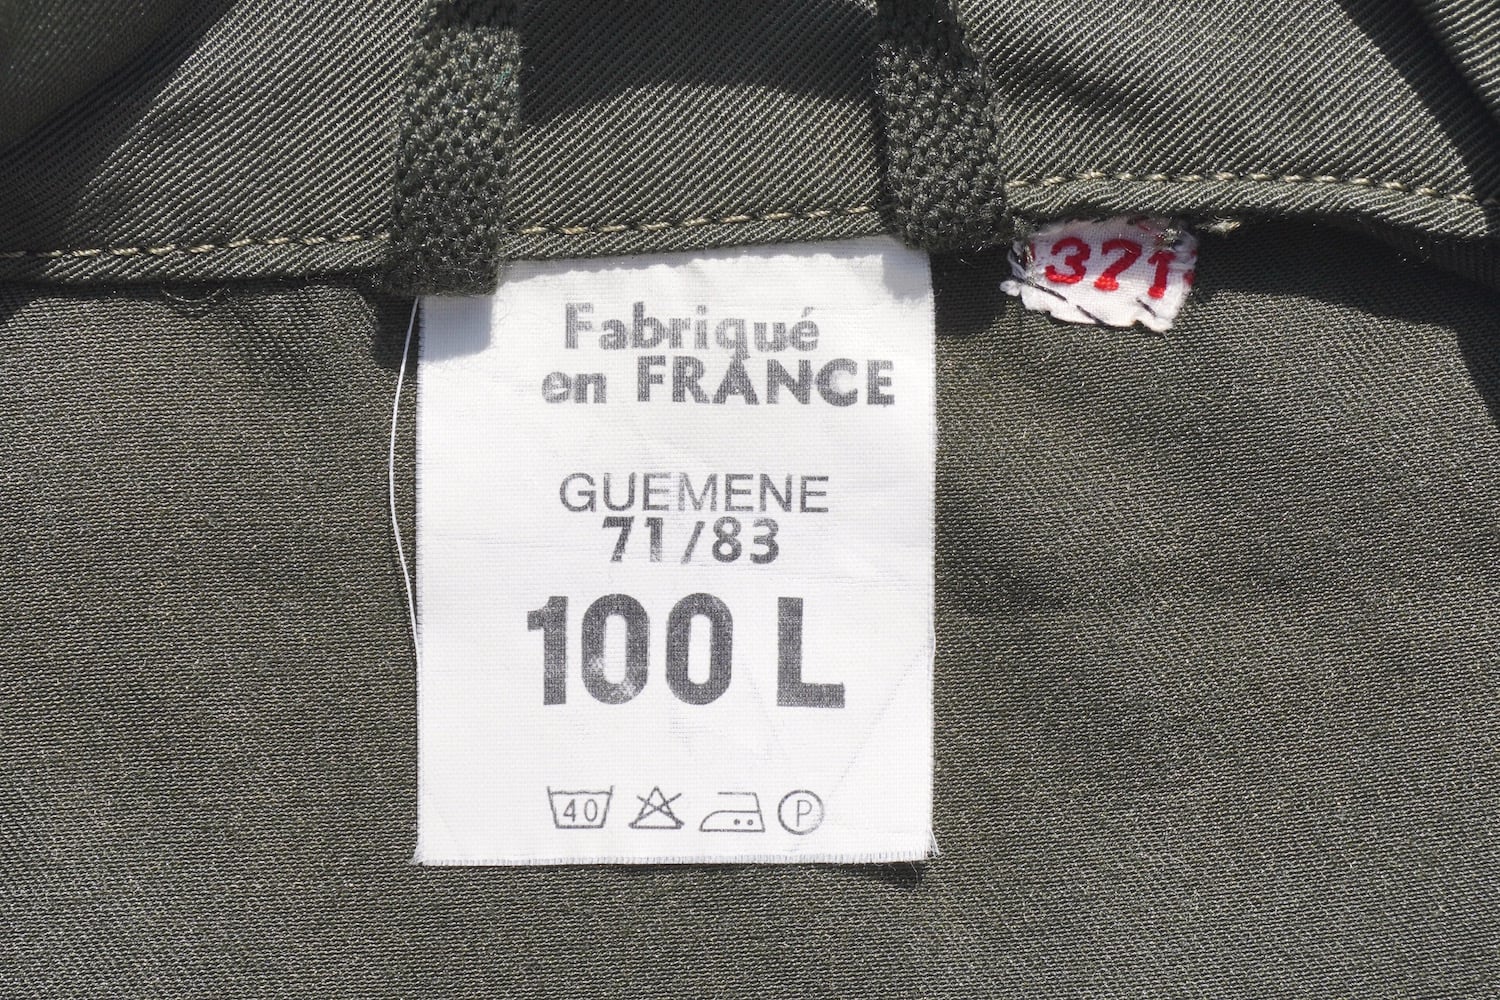 371
Fabriqué
en FRANCE
GUEMENE
71/83
100 L
40 P